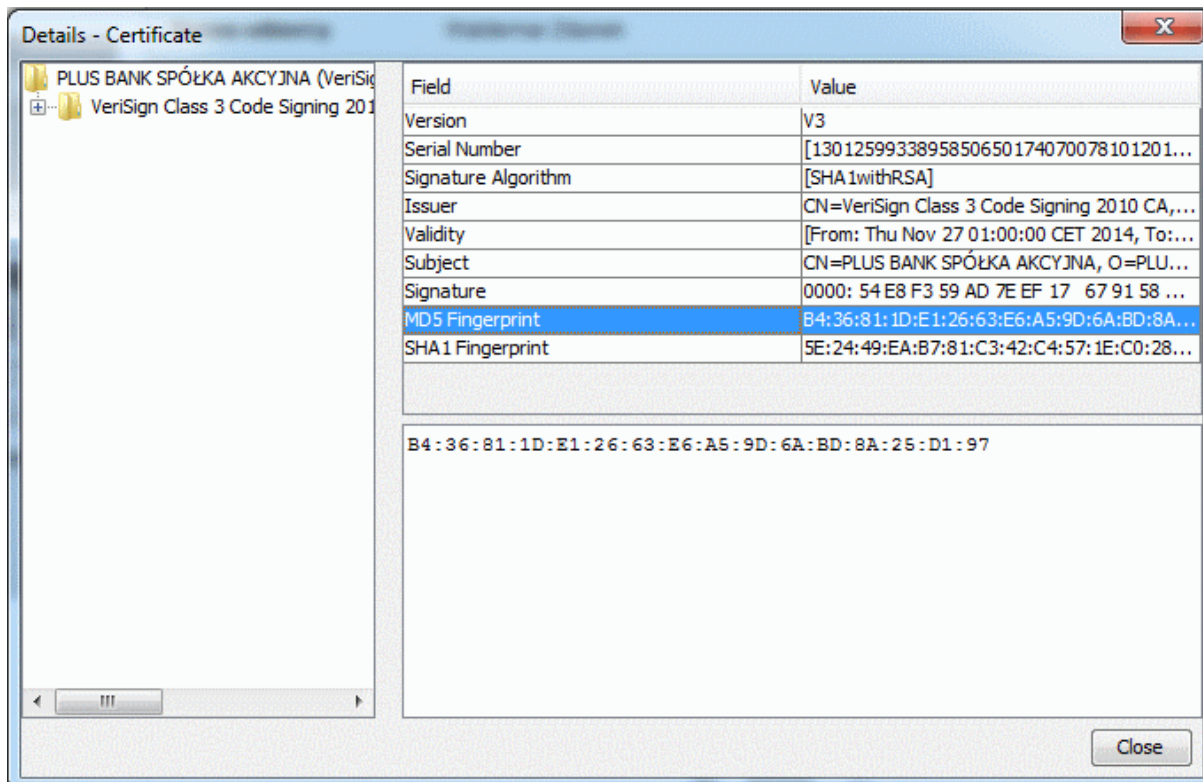 Details - Certificate
PLUS BANK SPÓŁKA AKCYJNA (VeriSig
VeriSign Class 3 Code Signing 201
Field Value
Version V3
Serial Number [130125993389585065017407007810120 1...
Signature Algorithm [SHA1withRSA]
Issuer CN=VeriSign Class 3 Code Signing 2010 CA,...
Validity [From: Thu Nov 27 01:00:00 CET 2014, To:...
Subject CN=PLUS BANK SPÓŁKA AKCYJNA, O=PLU...
Signature 0000: 54 E8 F3 59 AD 7E EF 17 67 91 58 ...
MD5 Fingerprint B4:36:81:1D:E1:26:63:E6:A5:9D:6A:BD:8A...
SHA1 Fingerprint 5E:24:49:EA:B7:81:C3:42:C4:57:1E:C0:28...
B4:36:81:1D:E1:26:63:E6:A5:9D:6A:BD:8A:25:D1:97
Close